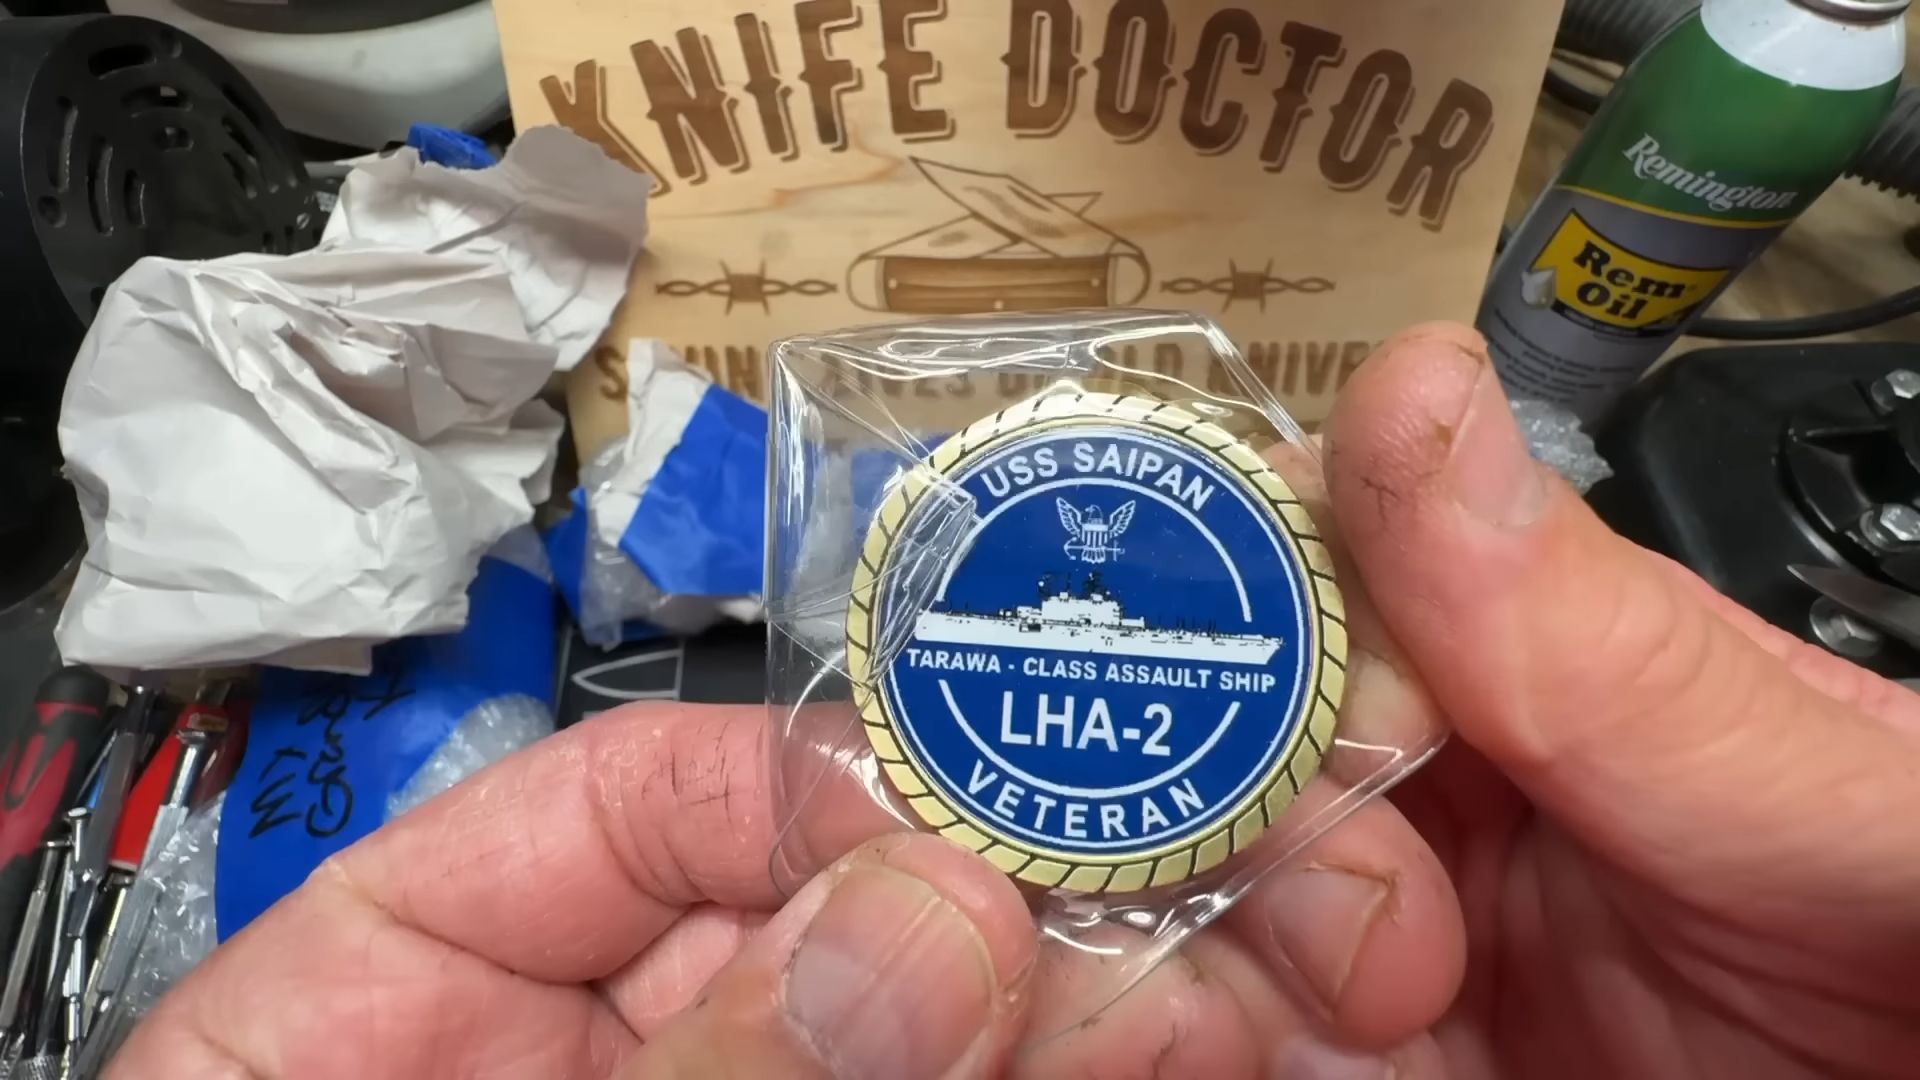 KNIFE DOCTOR
Remington
Rem
Oil
USS SAIPAN
TARAWA - CLASS ASSAULT SHIP
LHA-2
VETERAN